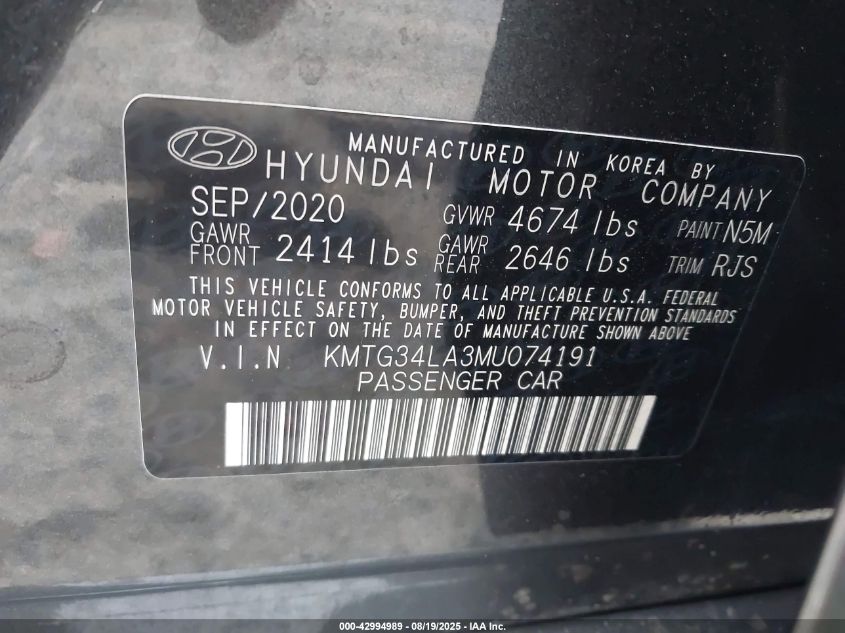 MANUFACTURED IN KOREA BY
HYUNDAI MOTOR COMPANY
SEP/2020 GVWR 4674 lbs PAINT N5M
GAWR FRONT 2414 lbs GAWR REAR 2646 lbs TRIM RJS
THIS VEHICLE CONFORMS TO ALL APPLICABLE U.S.A. FEDERAL
MOTOR VEHICLE SAFETY, BUMPER, AND THEFT PREVENTION STANDARDS
IN EFFECT ON THE DATE OF MANUFACTURE SHOWN ABOVE
V.I.N KMTG34LA3MU074191
PASSENGER CAR
000-42994989 - 08/19/2025 - IAA Inc.